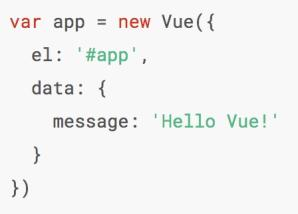 var app = new Vue({
  el: '#app',
  data: {
    message: 'Hello Vue!'
  }
})